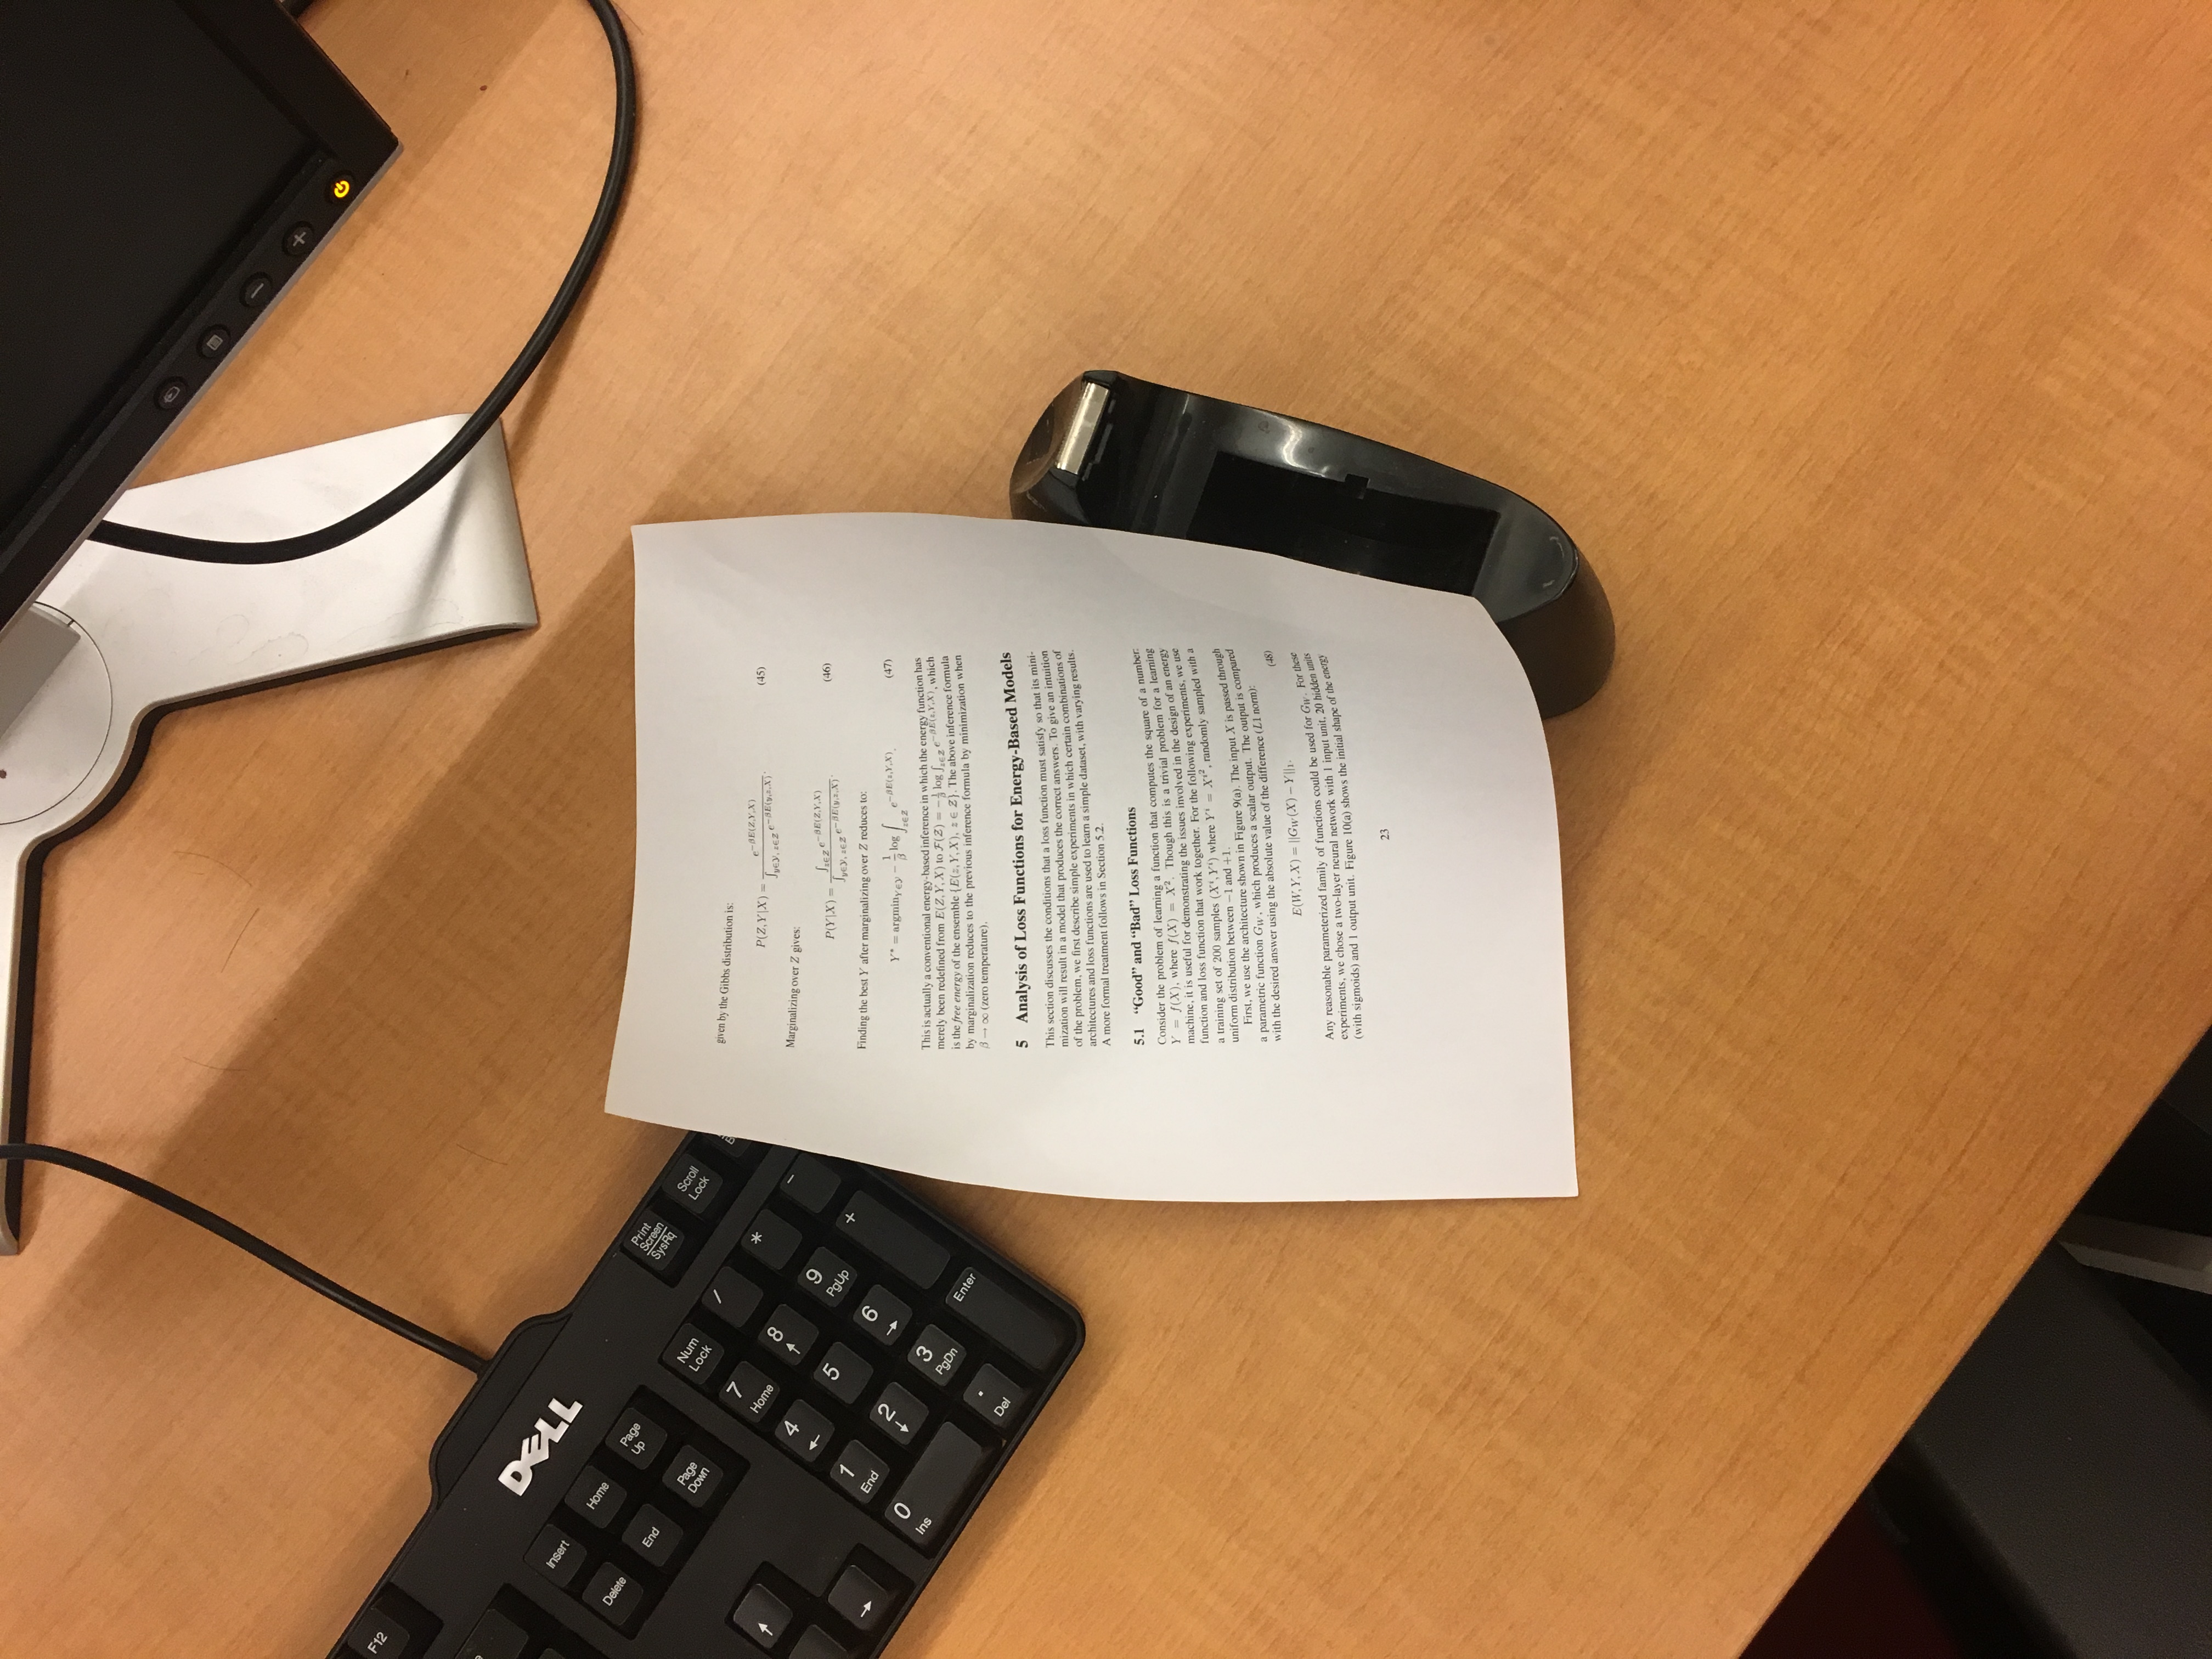 F12
DELL
Insert
Home
Page
Up
Delete
End
Page
Down
Print
Screen
SysRq
Scroll
Lock
Num
Lock
/
*
-
7
Home
8
↑
9
PgUp
+
4
←
5
6
→
1
End
2
↓
3
PgDn
0
Ins
.
Del
Enter
↑
→
given by the Gibbs distribution is:
P(Z,Y|X) = e^{−βE(Z,Y,X)} / ∫_{y∈𝒴, z∈𝒵} e^{−βE(y,z,X)}. (45)
Marginalizing over Z gives:
P(Y|X) = ∫_{z∈𝒵} e^{−βE(Z,Y,X)} / ∫_{y∈𝒴, z∈𝒵} e^{−βE(y,z,X)}. (46)
Finding the best Y after marginalizing over Z reduces to:
Y* = argmin_{Y∈𝒴} − 1/β log ∫_{z∈𝒵} e^{−βE(z,Y,X)}. (47)
This is actually a conventional energy-based inference in which the energy function has
merely been redefined from E(Z,Y,X) to ℱ(𝒵) = −1/β log ∫_{z∈𝒵} e^{−βE(z,Y,X)}, which
is the free energy of the ensemble {E(z,Y,X), z ∈ 𝒵}. The above inference formula
by marginalization reduces to the previous inference formula by minimization when
β → ∞ (zero temperature).
5 Analysis of Loss Functions for Energy-Based Models
This section discusses the conditions that a loss function must satisfy so that its mini-
mization will result in a model that produces the correct answers. To give an intuition
of the problem, we first describe simple experiments in which certain combinations of
architectures and loss functions are used to learn a simple dataset, with varying results.
A more formal treatment follows in Section 5.2.
5.1 “Good” and “Bad” Loss Functions
Consider the problem of learning a function that computes the square of a number:
Y = f(X), where f(X) = X². Though this is a trivial problem for a learning
machine, it is useful for demonstrating the issues involved in the design of an energy
function and loss function that work together. For the following experiments, we use
a training set of 200 samples (Xⁱ, Yⁱ) where Yⁱ = Xⁱ², randomly sampled with a
uniform distribution between −1 and +1.
First, we use the architecture shown in Figure 9(a). The input X is passed through
a parametric function G_W, which produces a scalar output. The output is compared
with the desired answer using the absolute value of the difference (L1 norm):
E(W,Y,X) = ||G_W(X) − Y||₁. (48)
Any reasonable parameterized family of functions could be used for G_W. For these
experiments, we chose a two-layer neural network with 1 input unit, 20 hidden units
(with sigmoids) and 1 output unit. Figure 10(a) shows the initial shape of the energy
23